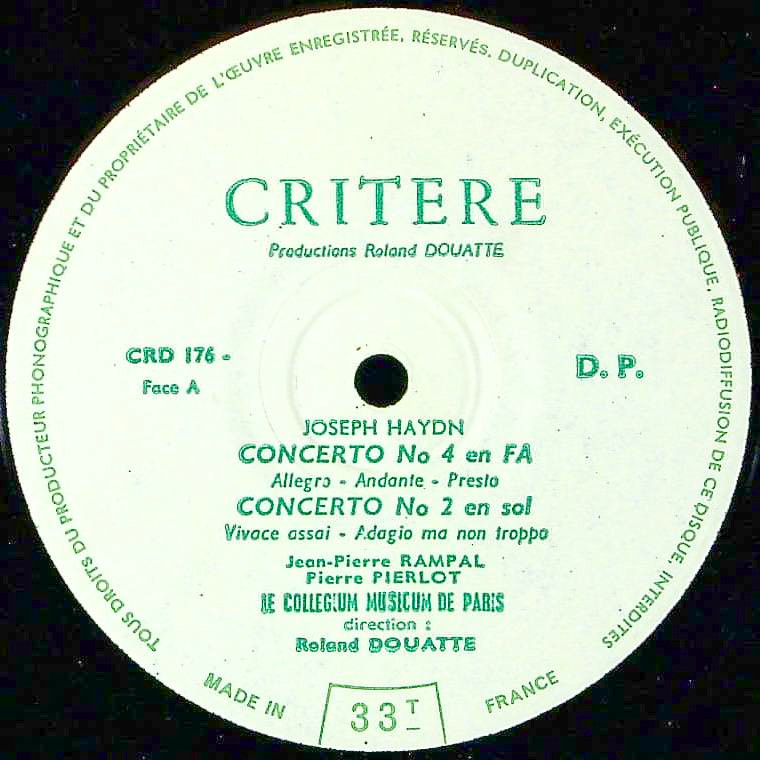 TOUS DROITS DU PRODUCTEUR PHONOGRAPHIQUE ET DU PROPRIÉTAIRE DE L'ŒUVRE ENREGISTRÉE, RÉSERVÉS. DUPLICATION, EXÉCUTION PUBLIQUE, RADIODIFFUSION DE CE DISQUE, INTERDITES
CRITERE
Productions Roland DOUATTE
CRD 176 -
Face A
D. P.
JOSEPH HAYDN
CONCERTO No 4 en FA
Allegro - Andante - Presto
CONCERTO No 2 en sol
Vivace assai - Adagio ma non troppo
Jean-Pierre RAMPAL
Pierre PIERLOT
LE COLLEGIUM MUSICUM DE PARIS
direction :
Roland DOUATTE
MADE IN 33 T FRANCE